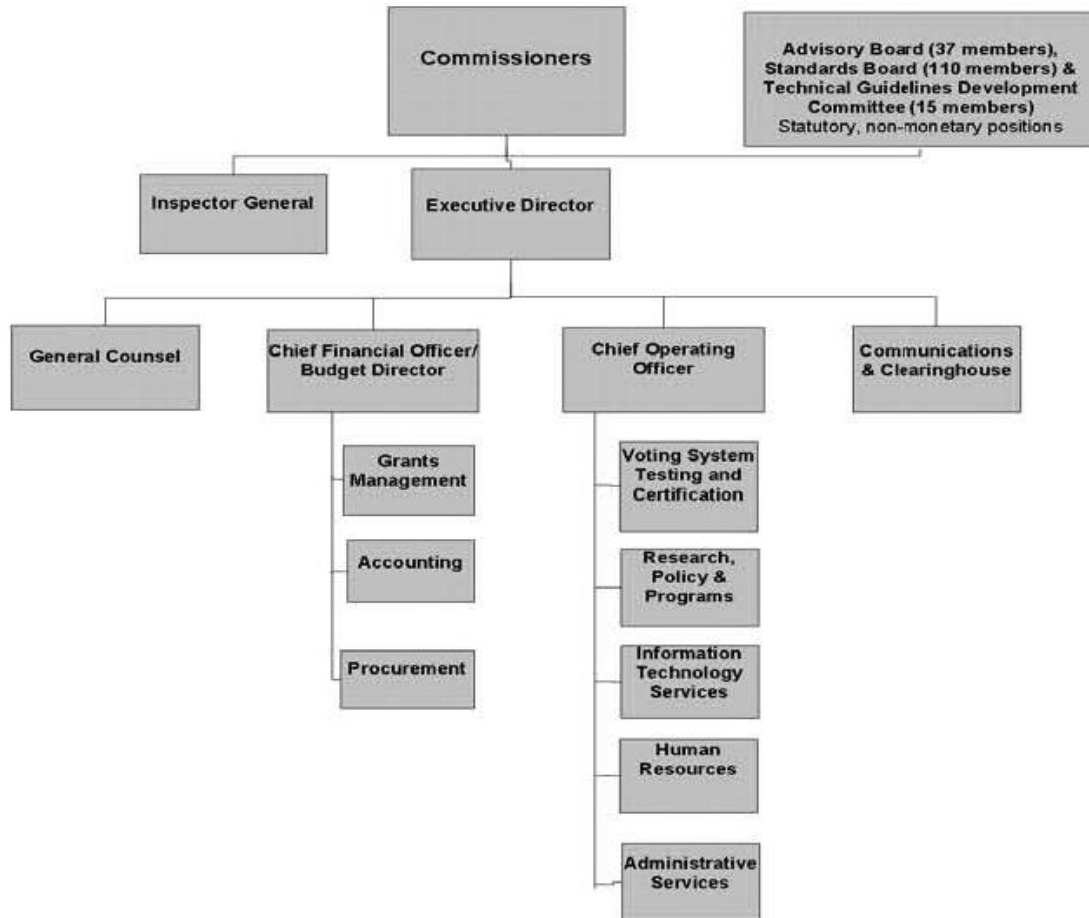 Commissioners
Advisory Board (37 members),
Standards Board (110 members) &
Technical Guidelines Development
Committee (15 members)
Statutory, non-monetary positions
Inspector General
Executive Director
General Counsel
Chief Financial Officer/
Budget Director
Chief Operating
Officer
Communications
& Clearinghouse
Grants
Management
Accounting
Procurement
Voting System
Testing and
Certification
Research,
Policy &
Programs
Information
Technology
Services
Human
Resources
Administrative
Services